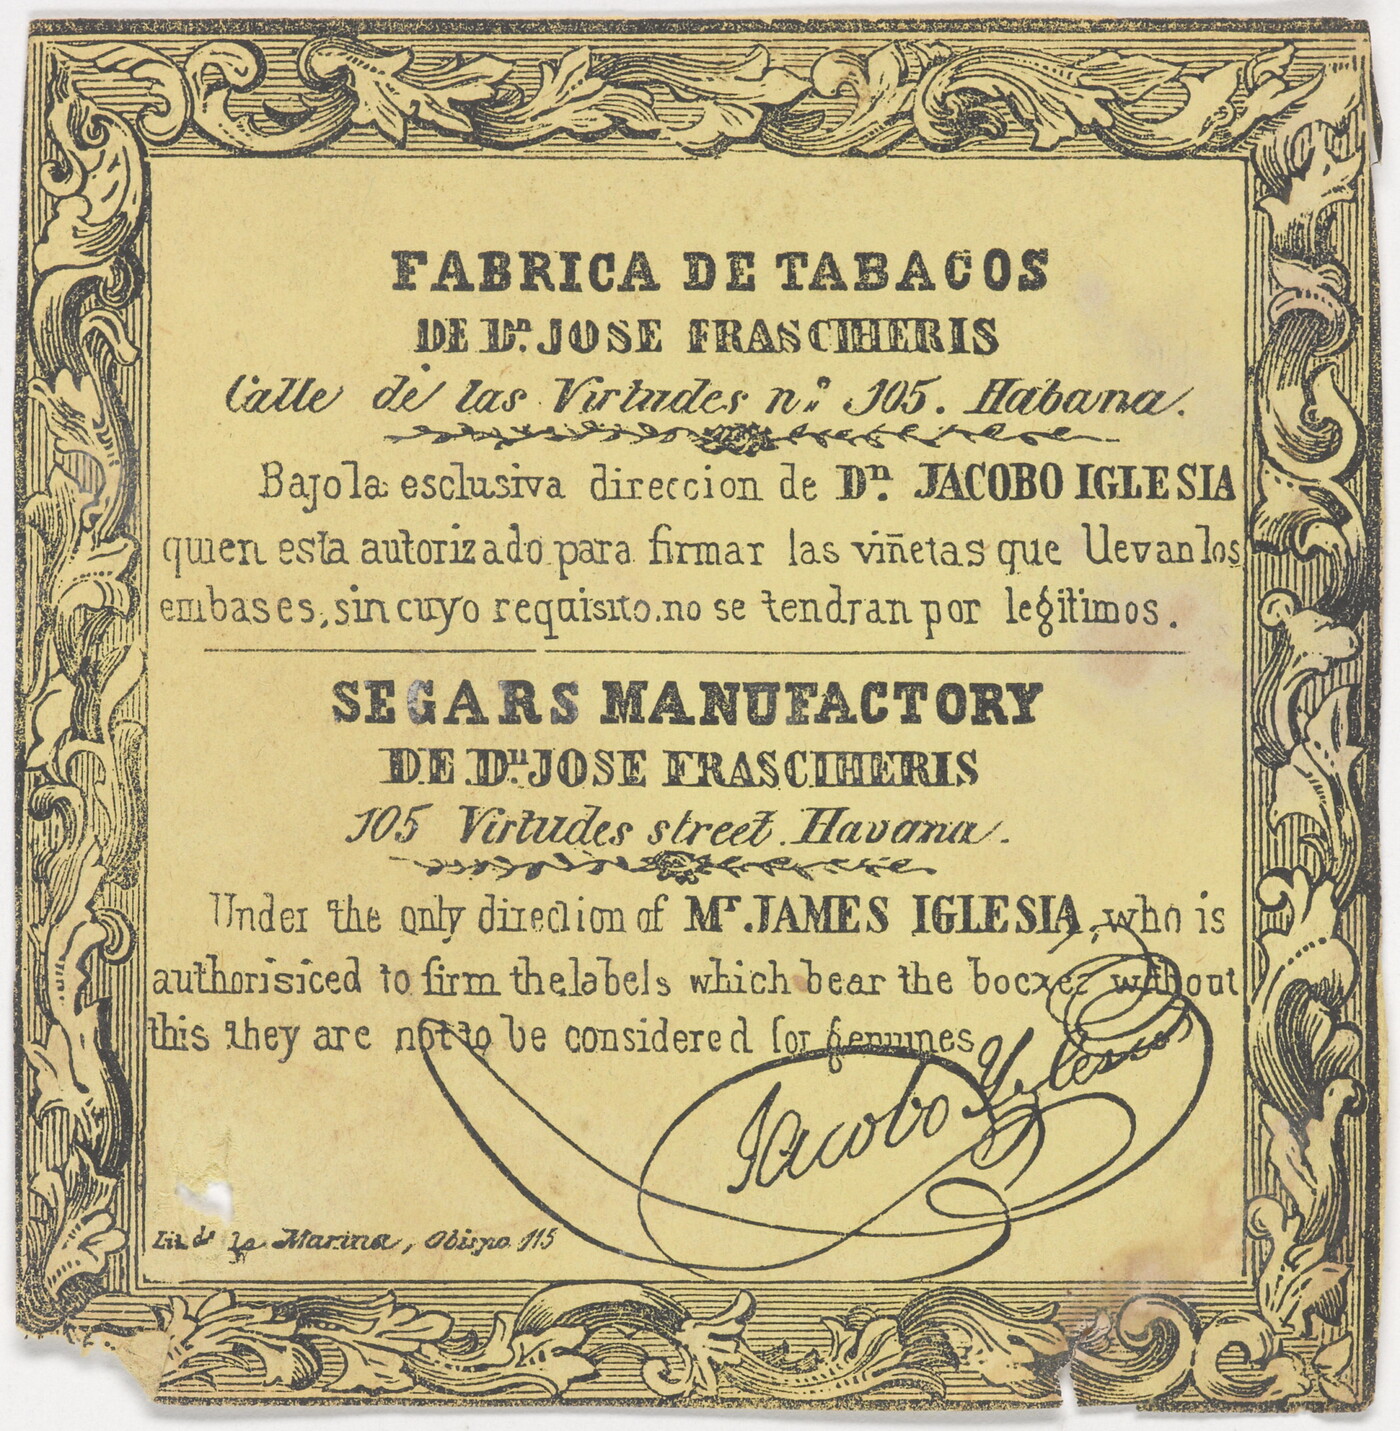 FABRICA DE TABACOS
DE Dn. JOSE FRASCIHERIS
Calle de las Virtudes no. 105. Habana.
Bajo la esclusiva direccion de Dn. JACOBO IGLESIA
quien esta autorizado para firmar las viñetas que llevan los
embases, sin cuyo requisito. no se tendran por legitimos.
SEGARS MANUFACTORY
DE Dn. JOSE FRASCIHERIS
105 Virtudes street. Havana.
Under the only direction of Mr. JAMES IGLESIA, who is
authorisiced to firm the labels which bear the bocxes without
this they are not to be considered for genuines
Jacobo Yglesias
Lit. de la Marina, Obispo 115